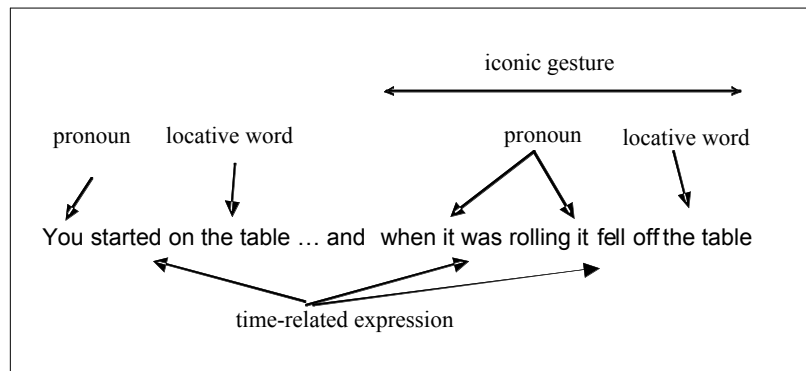 iconic gesture
pronoun locative word pronoun locative word
You started on the table … and when it was rolling it fell off the table
time-related expression